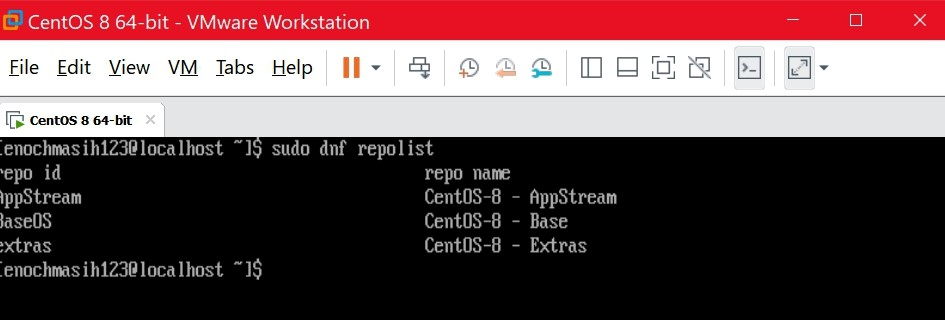 CentOS 8 64-bit - VMware Workstation
File Edit View VM Tabs Help
CentOS 8 64-bit
[enochmasih123@localhost ~]$ sudo dnf repolist
repo id repo name
AppStream CentOS-8 - AppStream
BaseOS CentOS-8 - Base
extras CentOS-8 - Extras
[enochmasih123@localhost ~]$